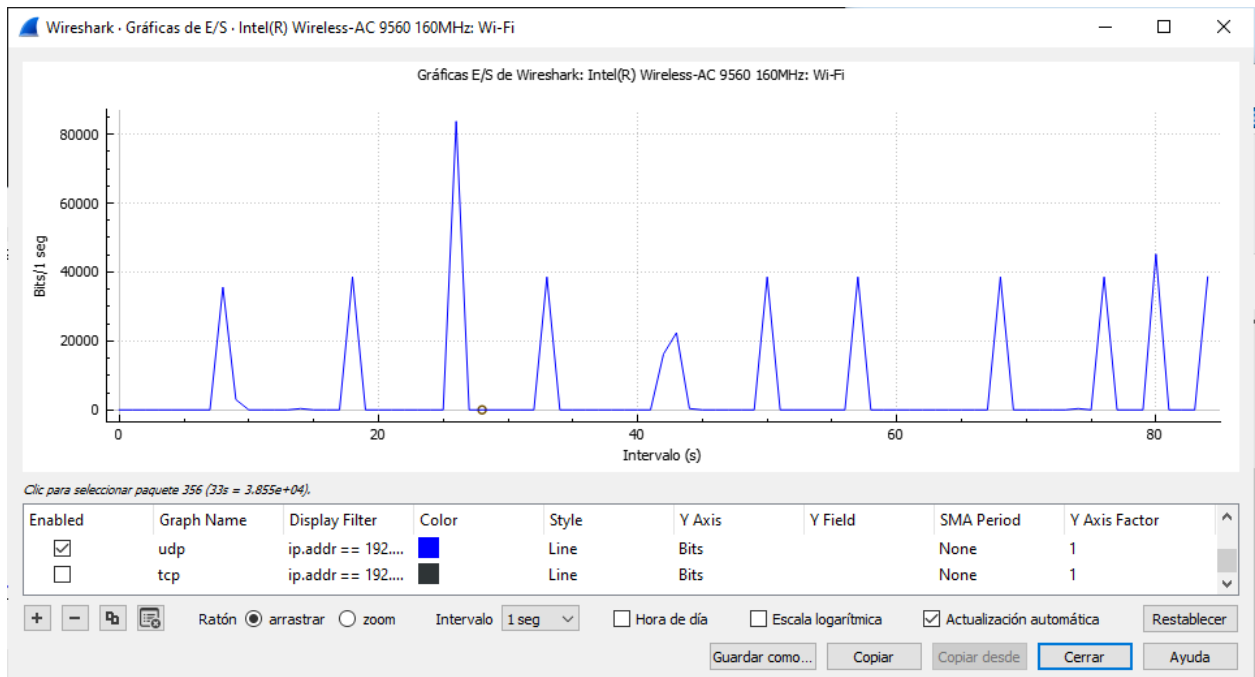 Wireshark · Gráficas de E/S · Intel(R) Wireless-AC 9560 160MHz: Wi-Fi
Gráficas E/S de Wireshark: Intel(R) Wireless-AC 9560 160MHz: Wi-Fi
80000
60000
40000
20000
0
Bits/1 seg
0 20 40 60 80
Intervalo (s)
Clic para seleccionar paquete 356 (33s = 3.855e+04).
Enabled Graph Name Display Filter Color Style Y Axis Y Field SMA Period Y Axis Factor
udp ip.addr == 192.... Line Bits None 1
tcp ip.addr == 192.... Line Bits None 1
+ − Ratón arrastrar zoom Intervalo 1 seg Hora de día Escala logarítmica Actualización automática Restablecer
Guardar como... Copiar Copiar desde Cerrar Ayuda